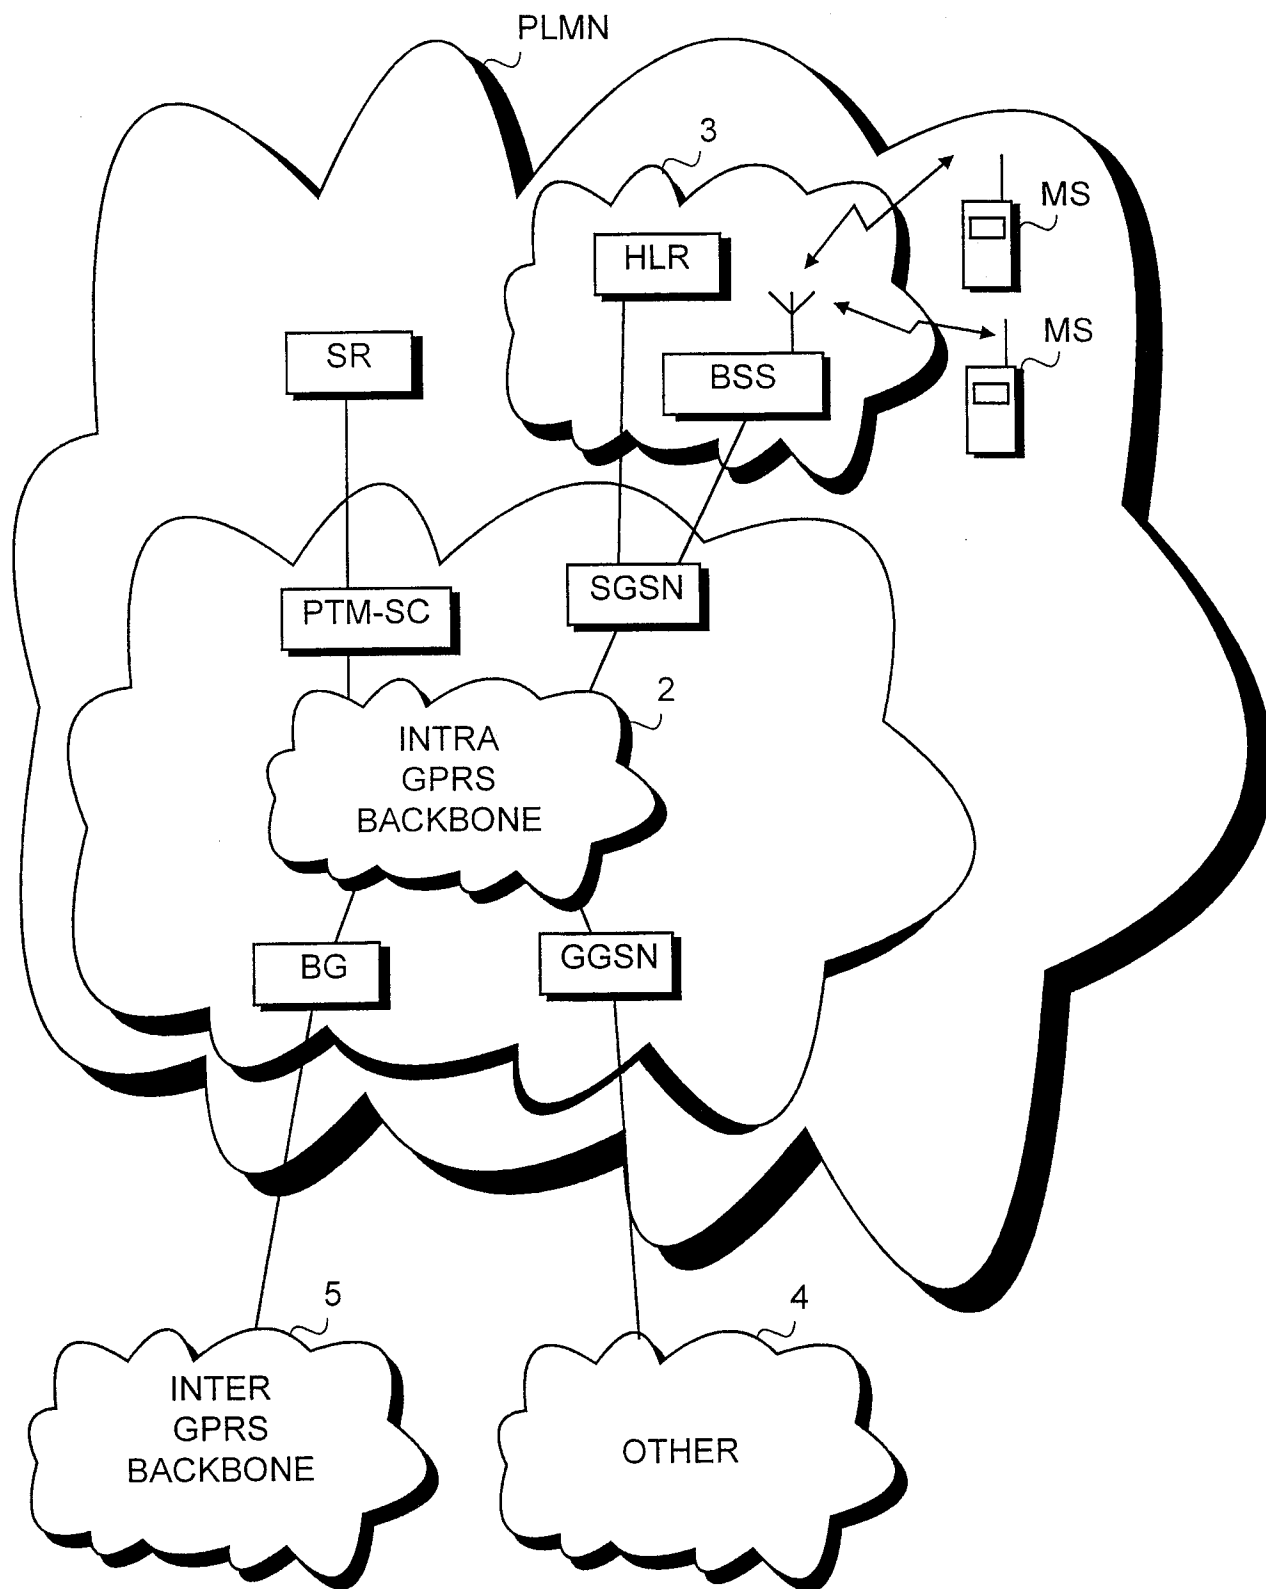 PLMN
3
MS
HLR
MS
SR
BSS
SGSN
PTM-SC
2
INTRA
GPRS
BACKBONE
BG
GGSN
5
4
INTER
GPRS
BACKBONE
OTHER